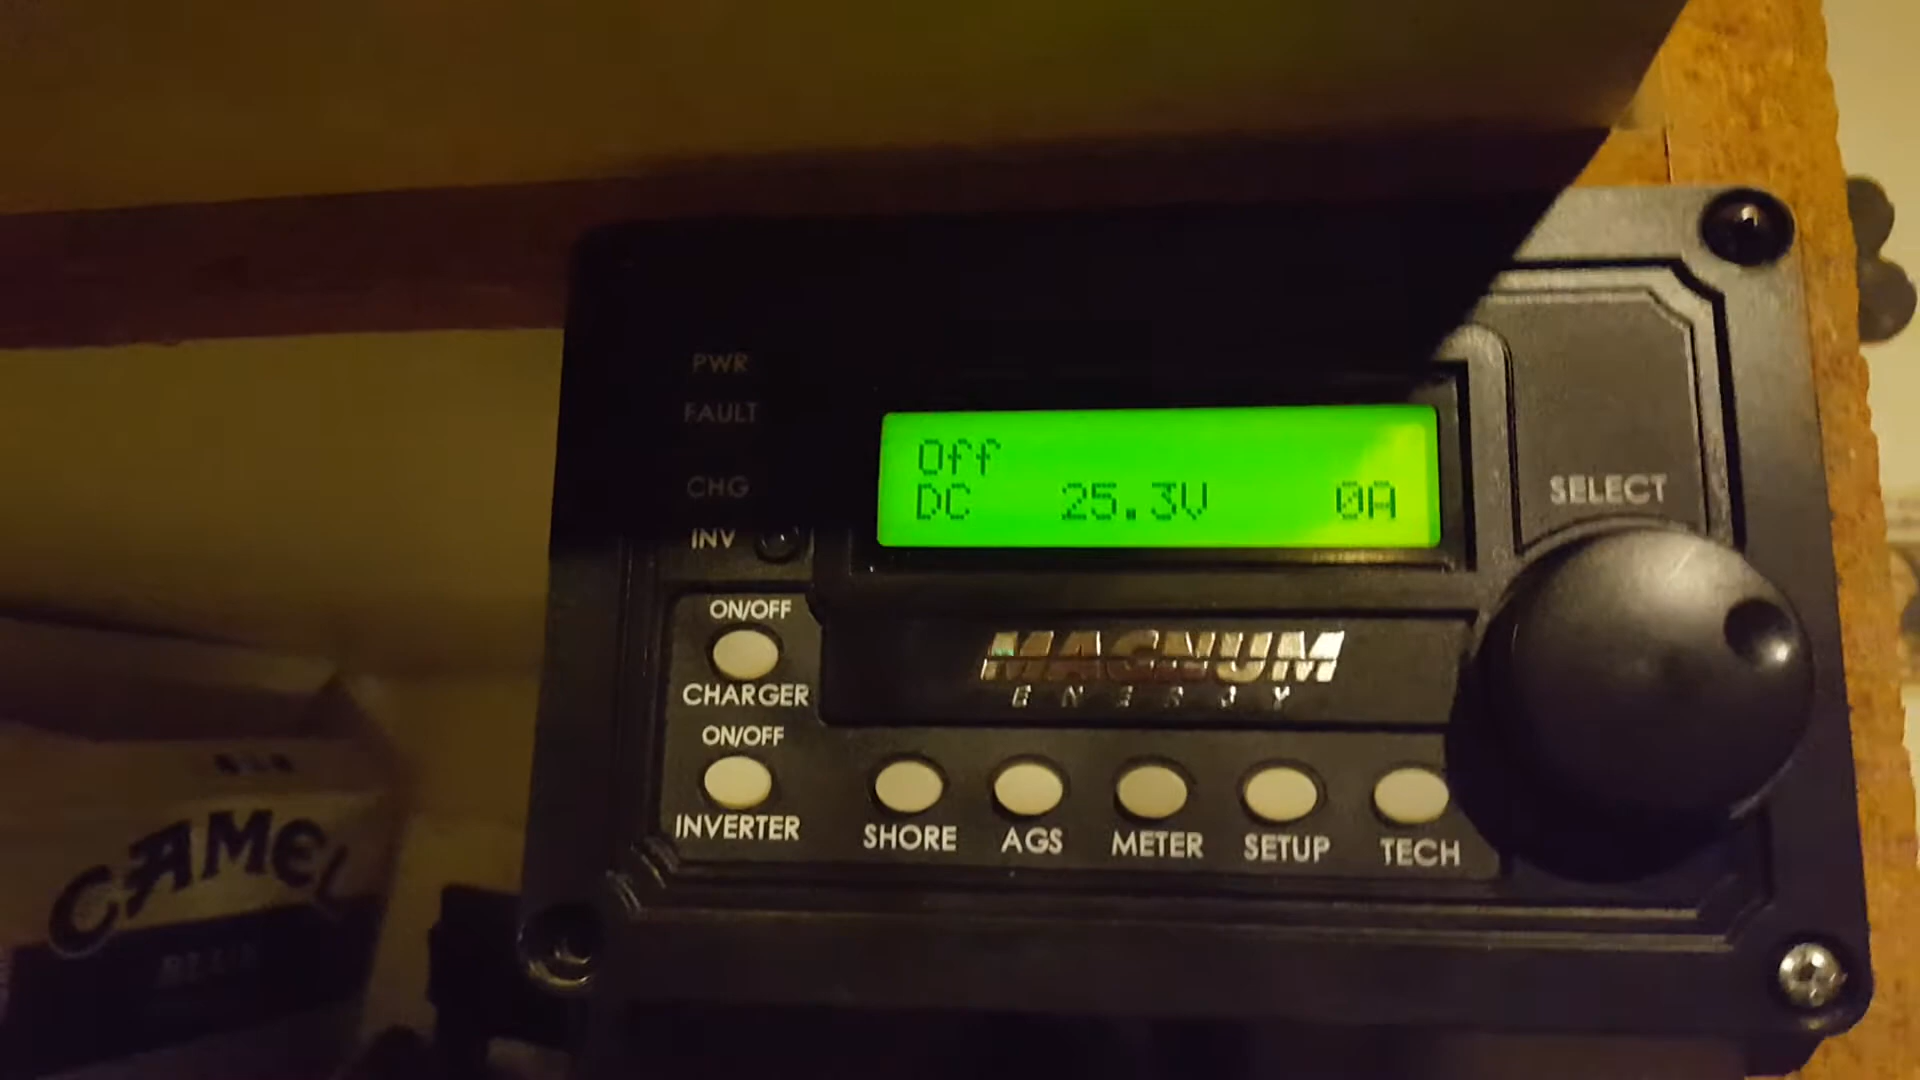 PWR
FAULT
CHG
INV
Off
DC 25.3V 0A
SELECT
ON/OFF
CHARGER
ON/OFF
INVERTER
MAGNUM
ENERGY
SHORE
AGS
METER
SETUP
TECH
CAMEL